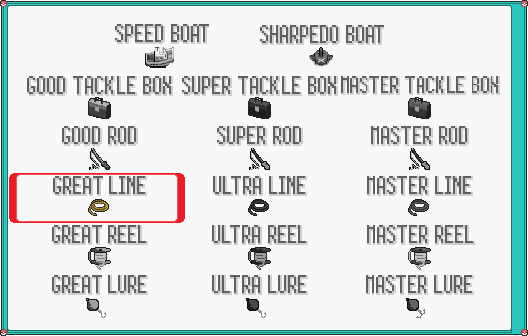 SPEED BOAT SHARPEDO BOAT
GOOD TACKLE BOX SUPER TACKLE BOX MASTER TACKLE BOX
GOOD ROD SUPER ROD MASTER ROD
GREAT LINE ULTRA LINE MASTER LINE
GREAT REEL ULTRA REEL MASTER REEL
GREAT LURE ULTRA LURE MASTER LURE